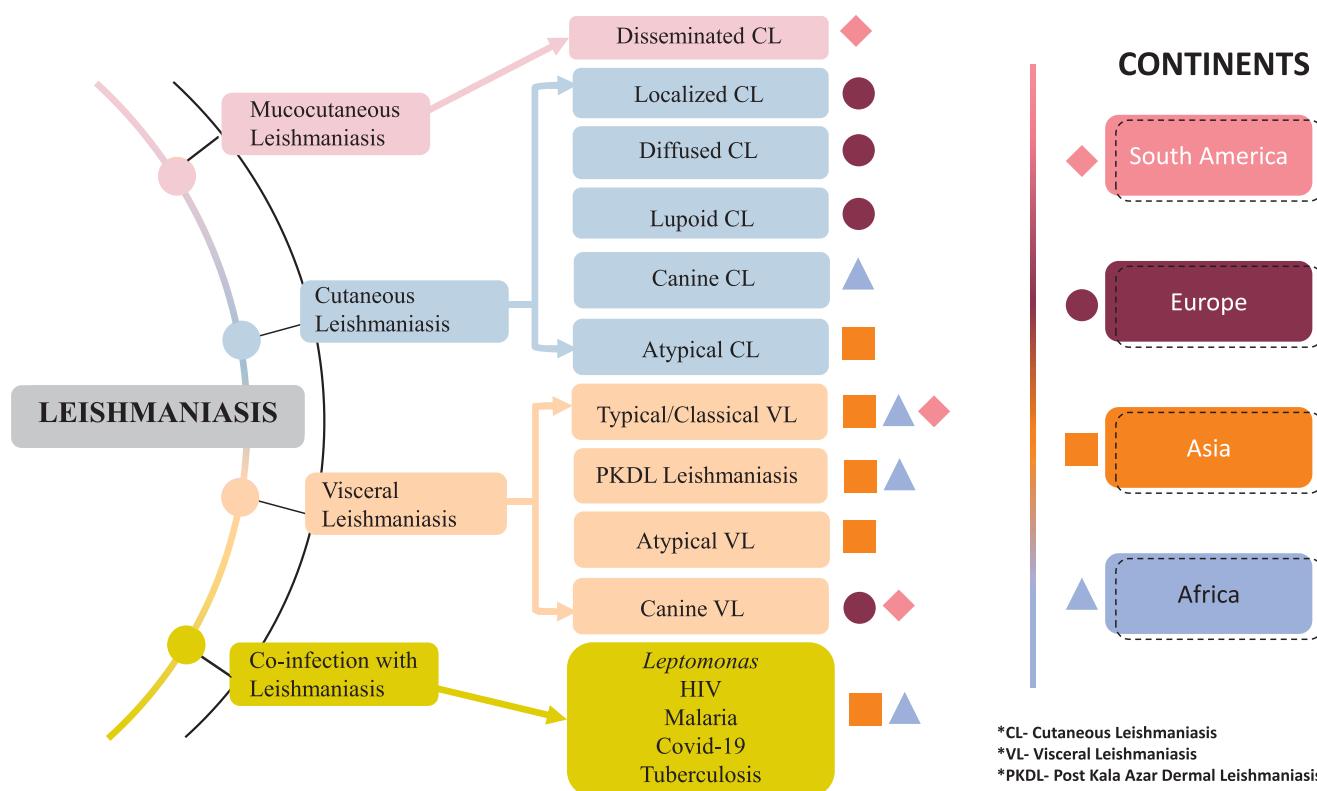 LEISHMANIASIS
Mucocutaneous
Leishmaniasis
Disseminated CL
Cutaneous
Leishmaniasis
Localized CL
Diffused CL
Lupoid CL
Canine CL
Atypical CL
Visceral
Leishmaniasis
Typical/Classical VL
PKDL Leishmaniasis
Atypical VL
Canine VL
Co-infection with
Leishmaniasis
Leptomonas
HIV
Malaria
Covid-19
Tuberculosis
CONTINENTS
South America
Europe
Asia
Africa
*CL- Cutaneous Leishmaniasis
*VL- Visceral Leishmaniasis
*PKDL- Post Kala Azar Dermal Leishmaniasis